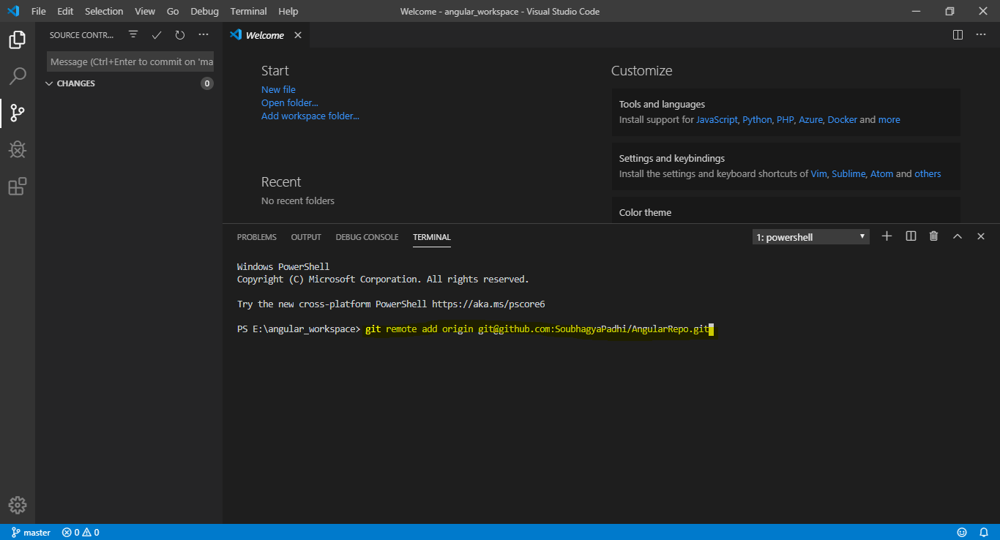 File Edit Selection View Go Debug Terminal Help
Welcome - angular_workspace - Visual Studio Code
SOURCE CONTR...
Welcome
Message (Ctrl+Enter to commit on 'ma
CHANGES
0
Start
New file
Open folder...
Add workspace folder...
Recent
No recent folders
Customize
Tools and languages
Install support for JavaScript, Python, PHP, Azure, Docker and more
Settings and keybindings
Install the settings and keyboard shortcuts of Vim, Sublime, Atom and others
Color theme
PROBLEMS OUTPUT DEBUG CONSOLE TERMINAL
1: powershell
Windows PowerShell
Copyright (C) Microsoft Corporation. All rights reserved.
Try the new cross-platform PowerShell https://aka.ms/pscore6
PS E:\angular_workspace> git remote add origin git@github.com:SoubhagyaPadhi/AngularRepo.git
master 0 0